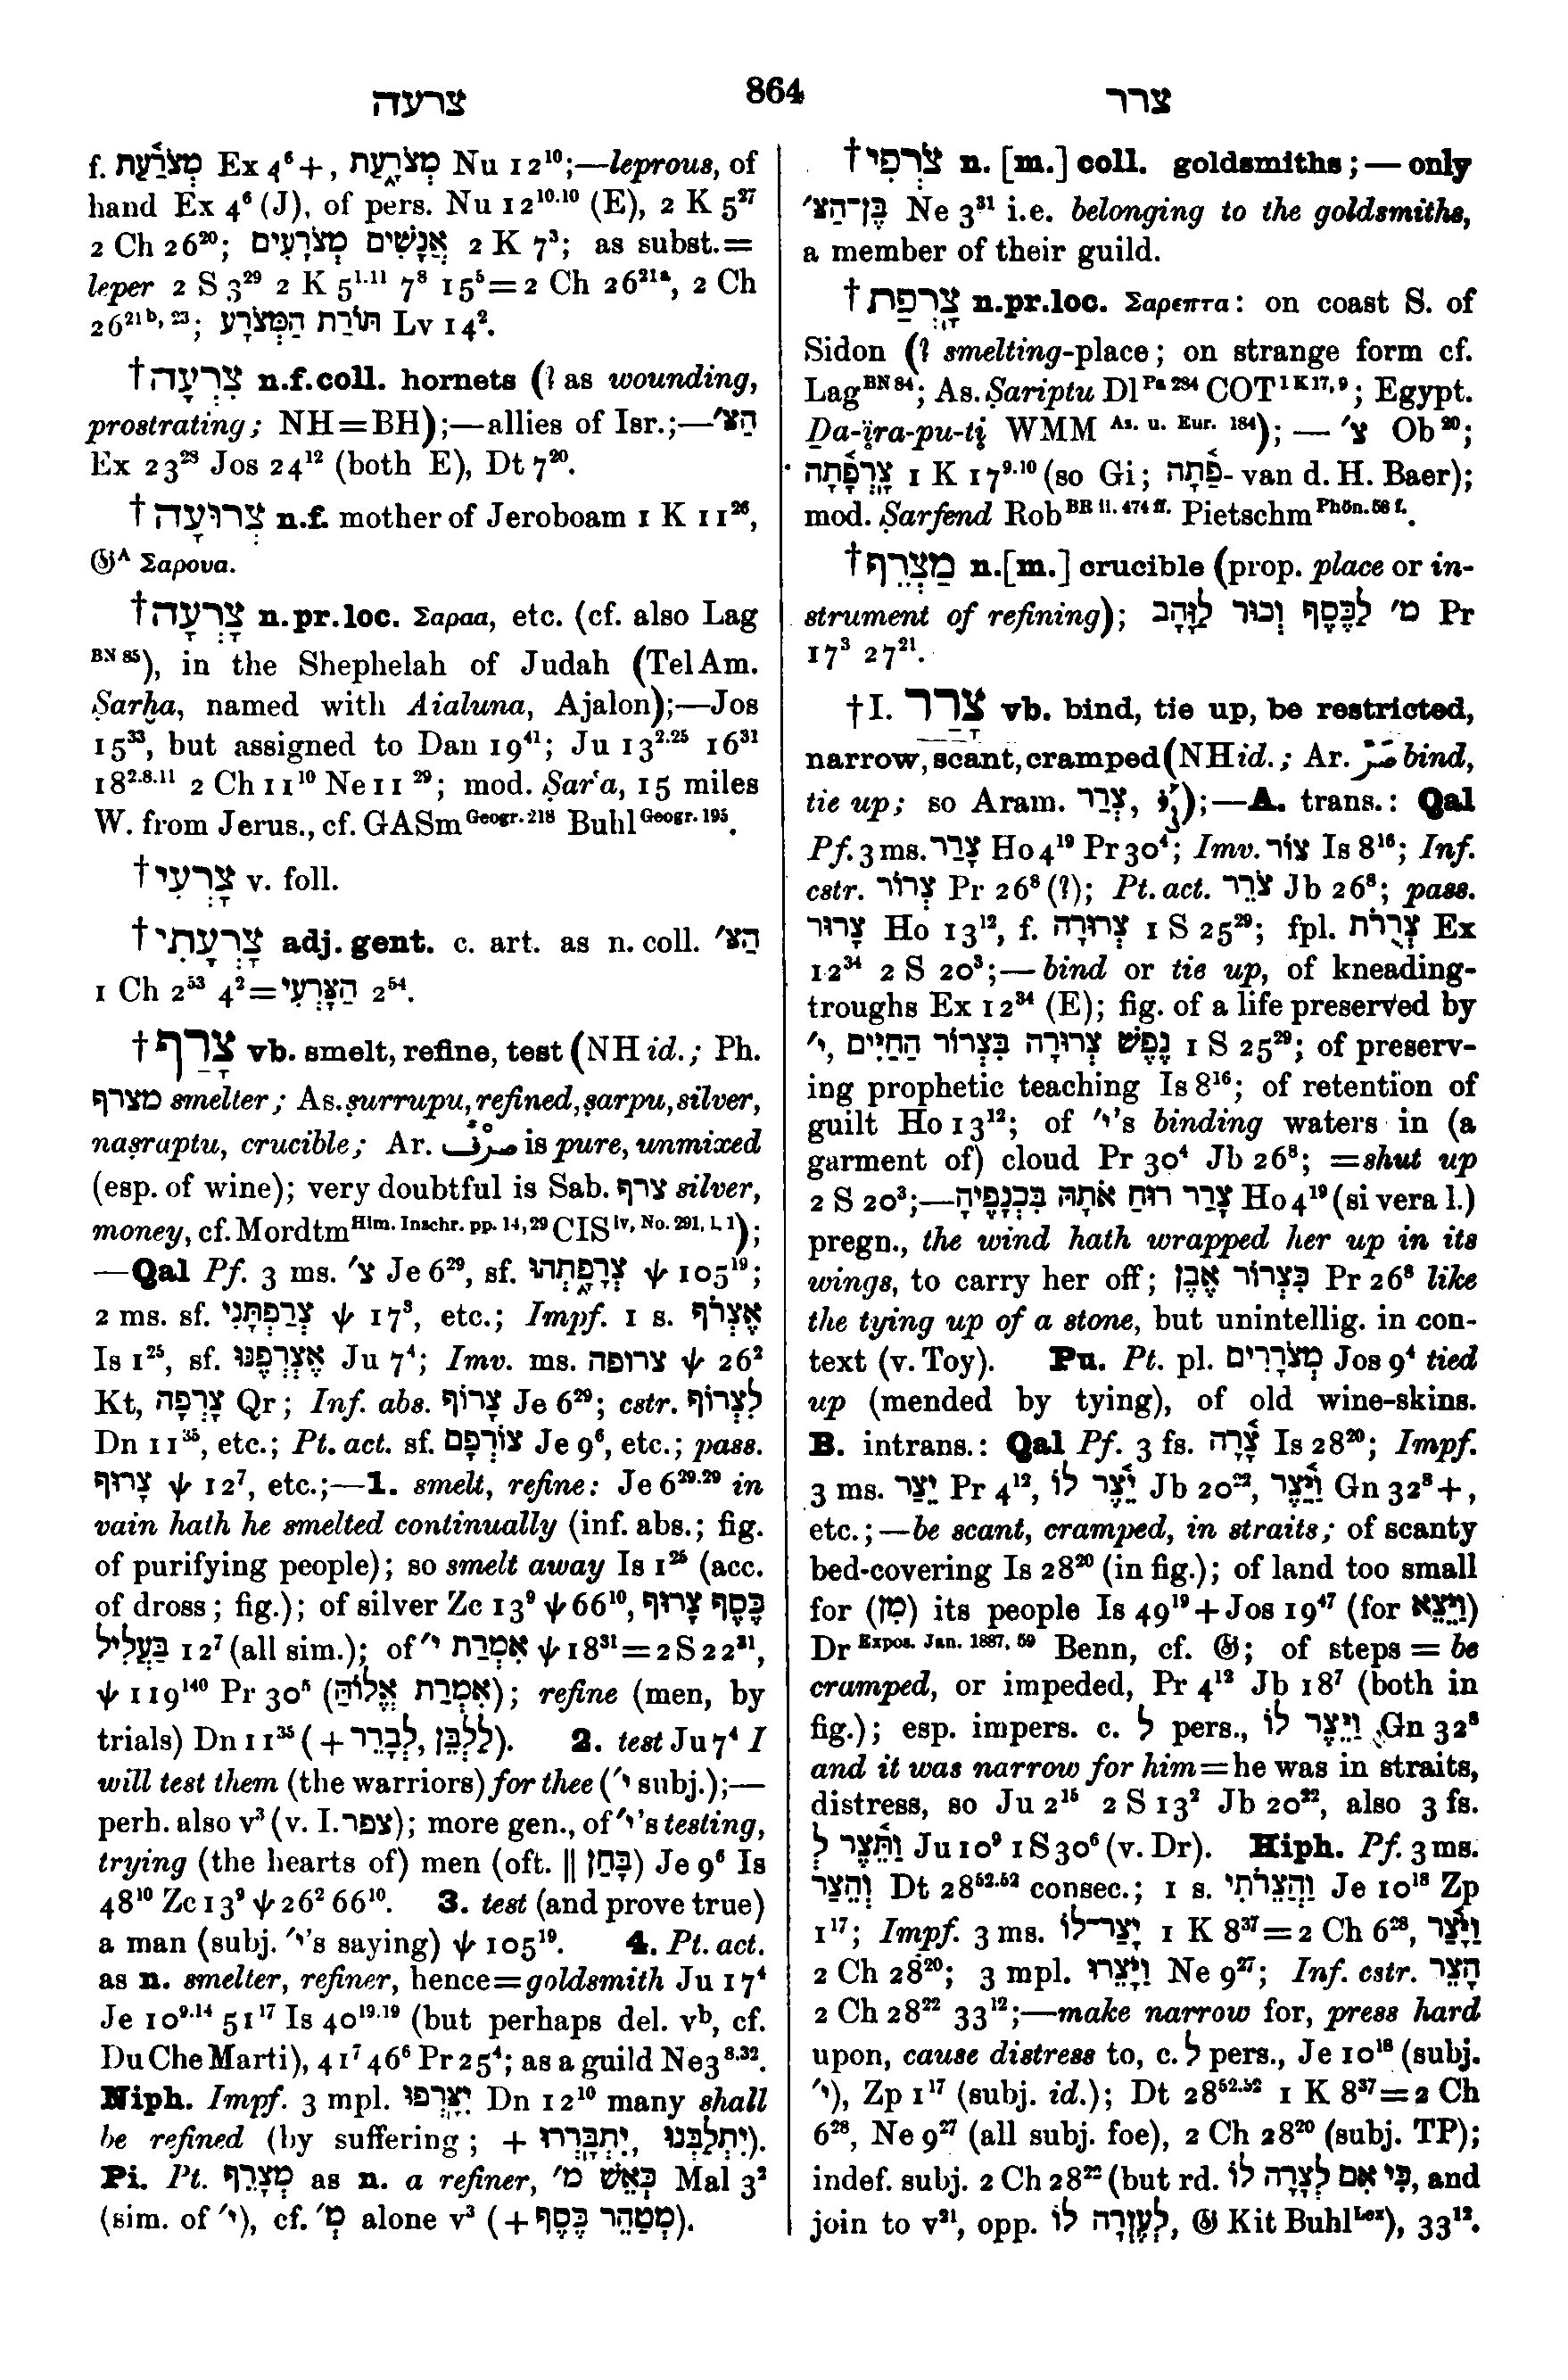 צרעה 864 צרר
f. מְצֹרַ֫עַת Ex 4⁶+, מְצֹרָ֑עַת Nu 12¹⁰;—leprous, of
hand Ex 4⁶ (J), of pers. Nu 12¹⁰·¹⁰ (E), 2 K 5²⁷
2 Ch 26²⁰; אֲנָשִׁים מְצֹרָעִים 2 K 7³; as subst.=
leper 2 S 3²⁹ 2 K 5¹·¹¹ 7⁸ 15⁵=2 Ch 26²¹ᵃ, 2 Ch
26²¹ᵇ,²³; תּוֹרַת הַמְּצֹרָע Lv 14².
†צִרְעָה n.f.coll. hornets (? as wounding,
prostrating; NH=BH);—allies of Isr.;—הַצּ׳
Ex 23²⁸ Jos 24¹² (both E), Dt 7²⁰.
†צְרוּעָה n.f. mother of Jeroboam 1 K 11²⁶,
𝔊ᴬ Σαρουα.
†צָרְעָה n.pr.loc. Σαραα, etc. (cf. also Lag
ᴮᴺ ⁸⁵), in the Shephelah of Judah (TelAm.
Ṣarḫa, named with Aialuna, Ajalon);—Jos
15³³, but assigned to Dan 19⁴¹; Ju 13²·²⁵ 16³¹
18²·⁸·¹¹ 2 Ch 11¹⁰ Ne 11²⁹; mod. Ṣarʿa, 15 miles
W. from Jerus., cf. GASm Geogr. 218 Buhl Geogr. 195.
†צָרְעִי v. foll.
†צָרְעָתִי adj. gent. c. art. as n. coll. הַצּ׳
1 Ch 2⁵³ 4²=הַצָּרְעִי 2⁵⁴.
†צָרַף vb. smelt, refine, test (NH id.; Ph.
מצרף smelter; As. ṣurrupu, refined, ṣarpu, silver,
naṣraptu, crucible; Ar. صِرْفٌ is pure, unmixed
(esp. of wine); very doubtful is Sab. צרף silver,
money, cf. Mordtm Him. Inschr. pp. 14, 29 CIS iv, No. 291, l. 1);
—Qal Pf. 3 ms. צ׳ Je 6²⁹, sf. צְרָפָ֑תְהוּ ψ 105¹⁹;
2 ms. sf. צְרַפְתַּנִי ψ 17³, etc.; Impf. 1 s. אֶצְרֹף
Is 1²⁵, sf. אֶצְרְפֶנּוּ Ju 7⁴; Imv. ms. צרופה ψ 26²
Kt, צָרְפָה Qr; Inf. abs. צָרוֹף Je 6²⁹; cstr. לִצְרוֹף
Dn 11³⁵, etc.; Pt. act. sf. צוֹרְפָם Je 9⁶, etc.; pass.
צָרוּף ψ 12⁷, etc.;—1. smelt, refine: Je 6²⁹·²⁹ in
vain hath he smelted continually (inf. abs.; fig.
of purifying people); so smelt away Is 1²⁵ (acc.
of dross; fig.); of silver Zc 13⁹ ψ 66¹⁰, כֶּסֶף צָרוּף
בַּעֲלִיל 12⁷ (all sim.); of אִמְרַת י׳ ψ 18³¹=2 S 22³¹,
ψ 119¹⁴⁰ Pr 30⁵ (אִמְרַת אֱלוֹהַּ); refine (men, by
trials) Dn 11³⁵ (+לְבָרֵר, לַלְבֵּן). 2. test Ju 7⁴ I
will test them (the warriors) for thee (י׳ subj.);—
perh. also v³ (v. I. צפר); more gen., of י׳'s testing,
trying (the hearts of) men (oft. || בָּחַן) Je 9⁶ Is
48¹⁰ Zc 13⁹ ψ 26² 66¹⁰. 3. test (and prove true)
a man (subj. י׳'s saying) ψ 105¹⁹. 4. Pt. act.
as n. smelter, refiner, hence=goldsmith Ju 17⁴
Je 10⁹·¹⁴ 51¹⁷ Is 40¹⁹·¹⁹ (but perhaps del. vᵇ, cf.
Du Che Marti), 41⁷ 46⁶ Pr 25⁴; as a guild Ne 3⁸·³².
Niph. Impf. 3 mpl. יִצָּרְפוּ Dn 12¹⁰ many shall
be refined (by suffering; + יִתְבָּרְרוּ, יִתְלַבְּנוּ).
Pi. Pt. מְצָרֵף as n. a refiner, כְּאֵשׁ מ׳ Mal 3²
(sim. of י׳), cf. מְ׳ alone v³ (+מְטַהֵר כֶּסֶף).
†צֹרְפִי n. [m.] coll. goldsmiths;—only
בֶּן־הַצּ׳ Ne 3³¹ i.e. belonging to the goldsmiths,
a member of their guild.
†צָרְפַת n.pr.loc. Σαρεπτα: on coast S. of
Sidon (? smelting-place; on strange form cf.
Lag ᴮᴺ ⁸⁴; As. Ṣariptu Dl Pa 284 COT 1 K 17, 9; Egypt.
Ḏa-ïra-pu-tị WMM As. u. Eur. 184);—צ׳ Ob²⁰;
צָֽרְפָ֫תָה 1 K 17⁹·¹⁰ (so Gi; ־פַ֫תָה van d. H. Baer);
mod. Ṣarfend Rob BR ii. 474 ff. Pietschm Phön. 58 f.
†מַצְרֵף n.[m.] crucible (prop. place or in-
strument of refining); מ׳ לַכֶּסֶף וְכוּר לַזָּהָב Pr
17³ 27²¹.
†I. צָרַר vb. bind, tie up, be restricted,
narrow, scant, cramped (NH id.; Ar. صَرَّ bind,
tie up; so Aram. צְרַר, );—A. trans.: Qal
Pf. 3 ms. צָרַר Ho 4¹⁹ Pr 30⁴; Imv. צוֹר Is 8¹⁶; Inf.
cstr. צְרוֹר Pr 26⁸ (?); Pt. act. צֹרֵר Jb 26⁸; pass.
צָרוּר Ho 13¹², f. צְרוּרָה 1 S 25²⁹; fpl. צְרֻרֹת Ex
12³⁴ 2 S 20³;—bind or tie up, of kneading-
troughs Ex 12³⁴ (E); fig. of a life preserved by
י׳, נֶפֶשׁ צְרוּרָה בִּצְרוֹר הַחַיִּים 1 S 25²⁹; of preserv-
ing prophetic teaching Is 8¹⁶; of retention of
guilt Ho 13¹²; of י׳'s binding waters in (a
garment of) cloud Pr 30⁴ Jb 26⁸; =shut up
2 S 20³;—צָרַר רוּחַ אֹתָהּ בִּכְנָפֶיהָ Ho 4¹⁹ (si vera l.)
pregn., the wind hath wrapped her up in its
wings, to carry her off; כִּצְרוֹר אֶבֶן Pr 26⁸ like
the tying up of a stone, but unintellig. in con-
text (v. Toy). Pu. Pt. pl. מְצֹרָרִים Jos 9⁴ tied
up (mended by tying), of old wine-skins.
B. intrans.: Qal Pf. 3 fs. צָ֫רָה Is 28²⁰; Impf.
3 ms. יֵצַר Pr 4¹², יֵ֫צֶר לוֹ Jb 20²², וַיֵּ֫צֶר Gn 32⁸+,
etc.;—be scant, cramped, in straits; of scanty
bed-covering Is 28²⁰ (in fig.); of land too small
for (מִן) its people Is 49¹⁹+Jos 19⁴⁷ (for וַיֵּצֵא)
Dr Expos. Jan. 1887, 59 Benn, cf. 𝔊; of steps = be
cramped, or impeded, Pr 4¹² Jb 18⁷ (both in
fig.); esp. impers. c. ל pers., וַיֵּצֶר לוֹ Gn 32⁸
and it was narrow for him=he was in straits,
distress, so Ju 2¹⁵ 2 S 13² Jb 20²², also 3 fs.
וַתֵּ֫צֶר לְ Ju 10⁹ 1 S 30⁶ (v. Dr). Hiph. Pf. 3 ms.
וְהֵצַר Dt 28⁵²·⁵² consec.; 1 s. וַהֲצֵרֹתִי Je 10¹⁸ Zp
1¹⁷; Impf. 3 ms. יָצַר־לוֹ 1 K 8³⁷=2 Ch 6²⁸, וַיָּ֫צַר
2 Ch 28²⁰; 3 mpl. וַיָּצֵרוּ Ne 9²⁷; Inf. cstr. הָצֵר
2 Ch 28²² 33¹²;—make narrow for, press hard
upon, cause distress to, c. ל pers., Je 10¹⁸ (subj.
י׳), Zp 1¹⁷ (subj. id.); Dt 28⁵²·⁵² 1 K 8³⁷=2 Ch
6²⁸, Ne 9²⁷ (all subj. foe), 2 Ch 28²⁰ (subj. TP);
indef. subj. 2 Ch 28²² (but rd. כִּי אִם לְצָרָה לוֹ, and
join to v²¹, opp. לְעֶזְרָה לוֹ, 𝔊 Kit Buhl Lex), 33¹².